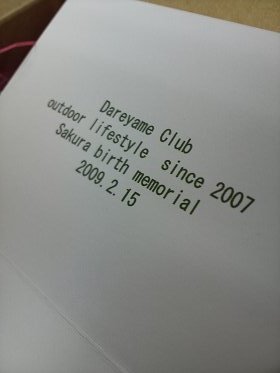 Dareyame Club
outdoor lifestyle since 2007
Sakura birth memorial
2009.2.15